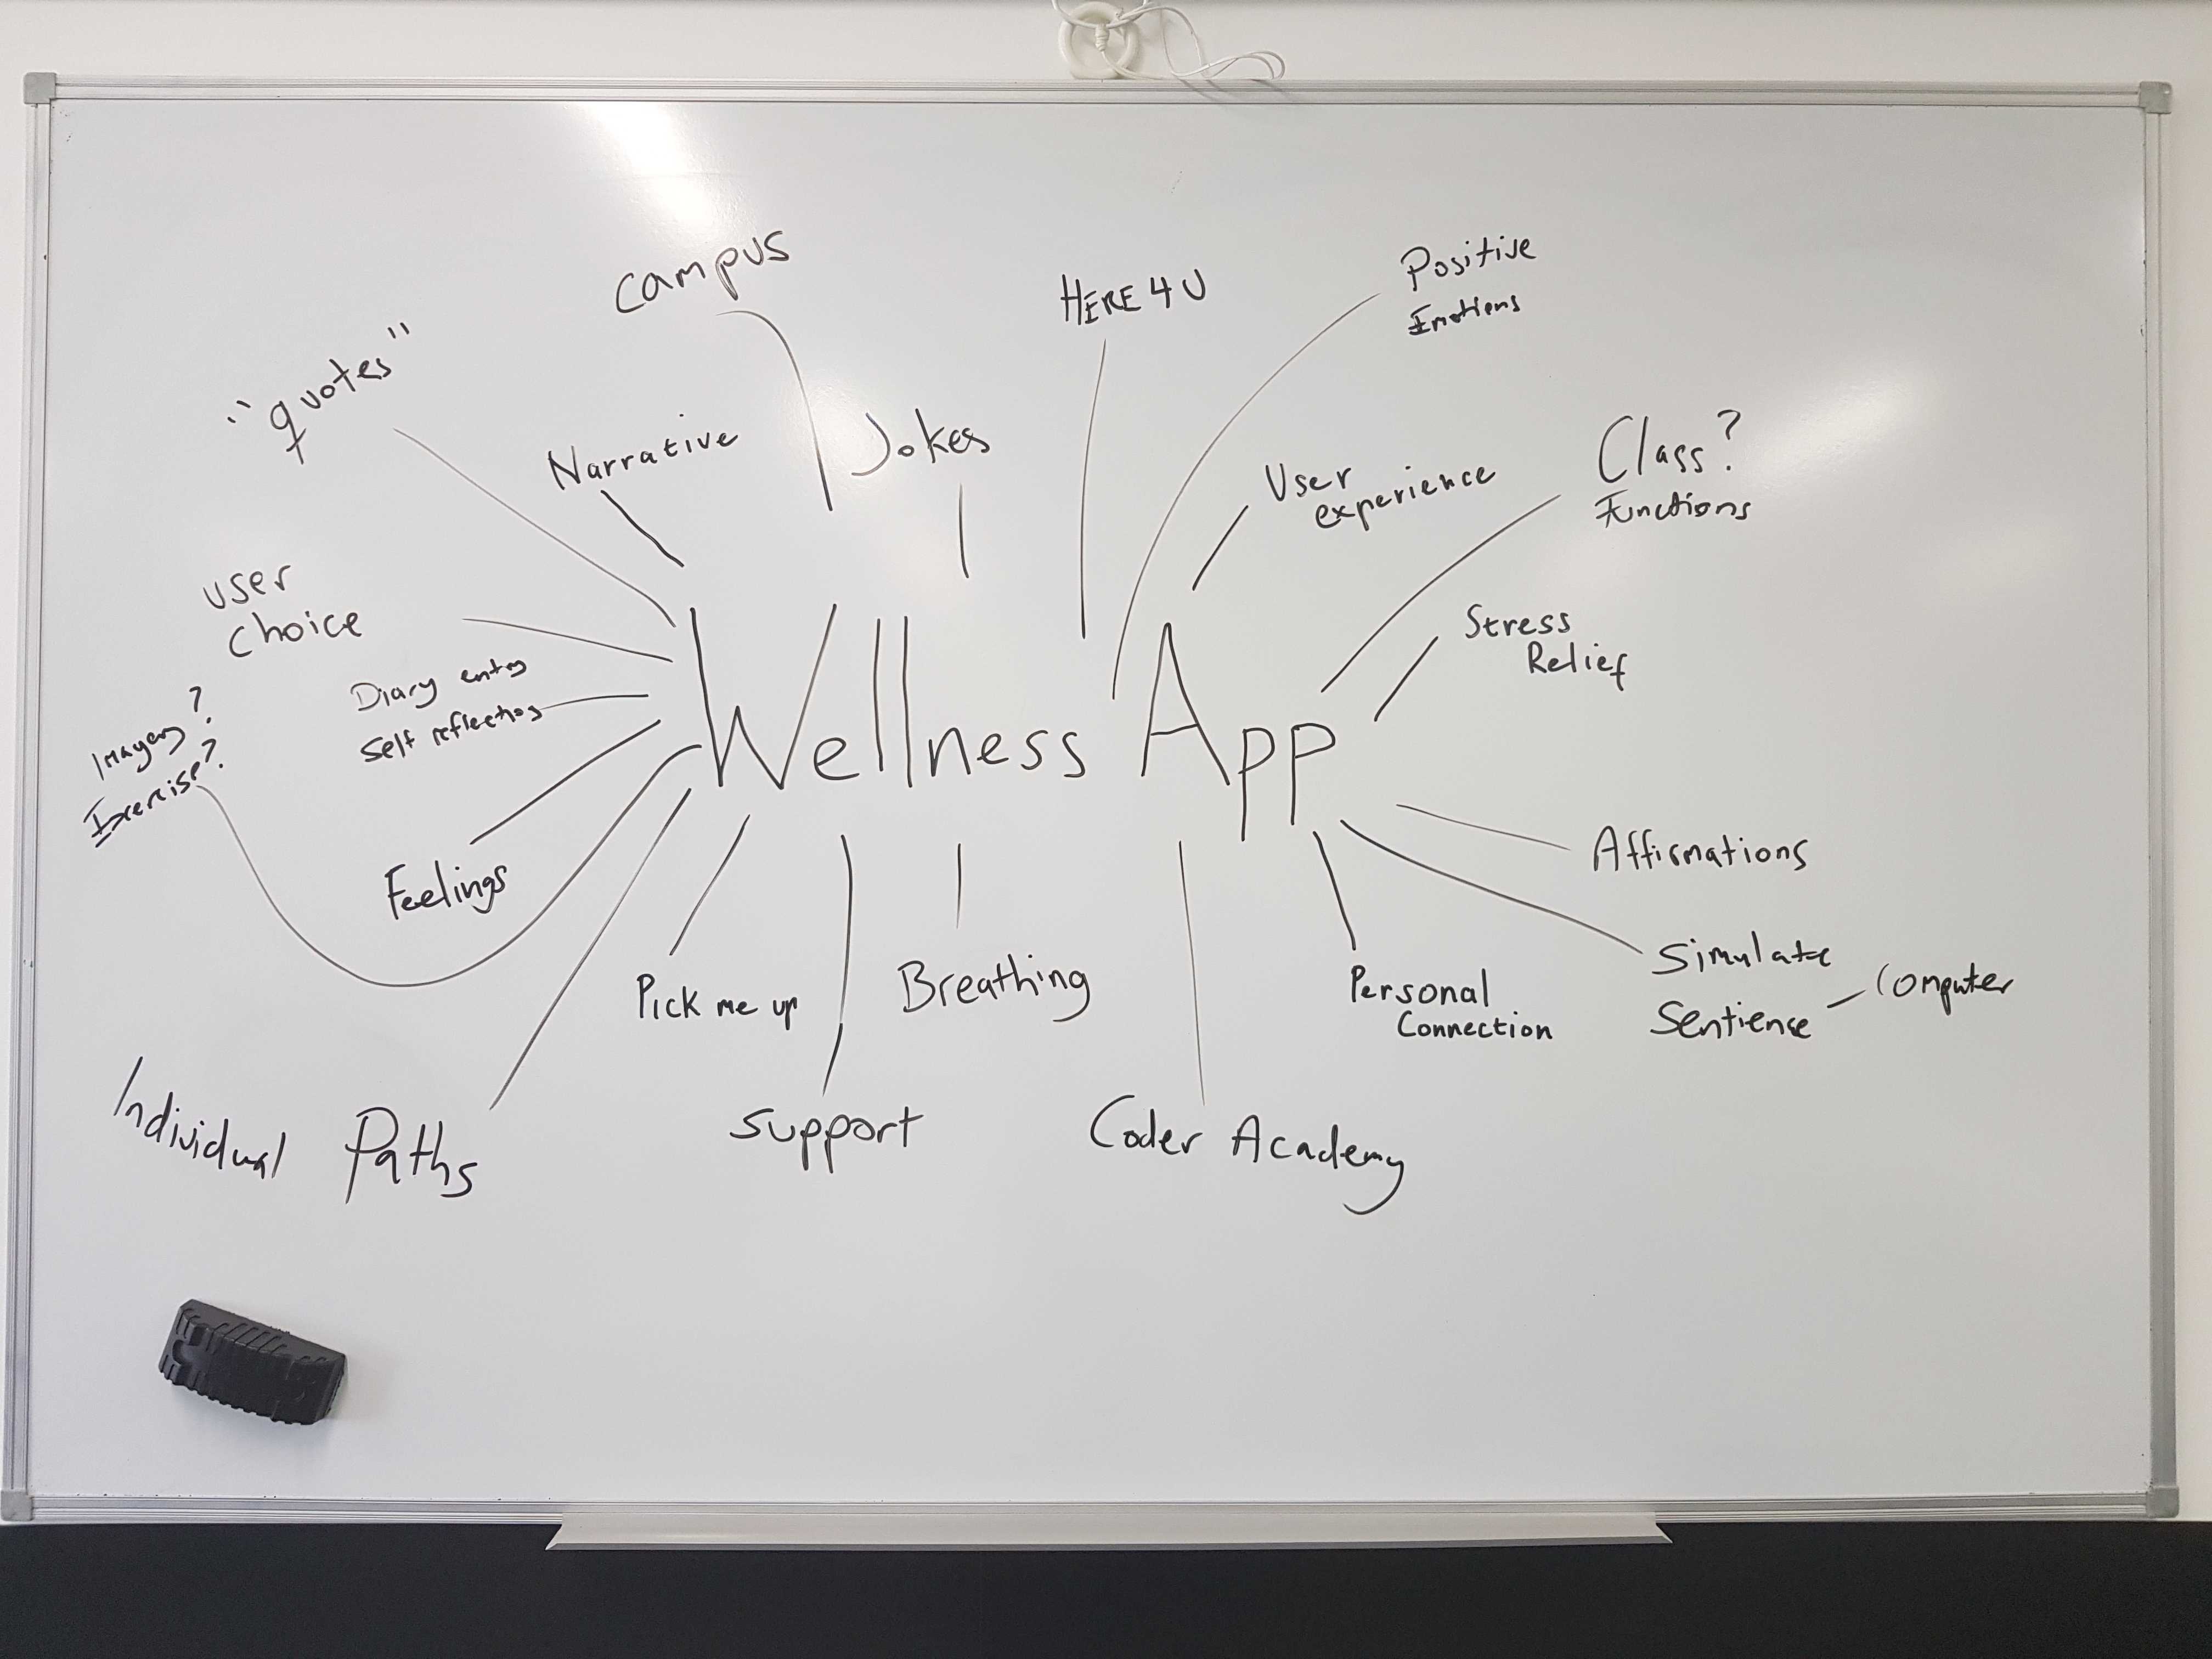 Campus
HERE 4 U
Positive
Emotions
"quotes"
Narrative
Jokes
User
experience
Class?
Functions
User
Choice
Stress
Relief
Diary entry
Self reflection
Imagery?
Exercise?
Wellness App
Feelings
Affirmations
Pick me up
Breathing
Personal
Connection
Simulate
Sentience – Computer
Individual Paths
Support
Coder Academy